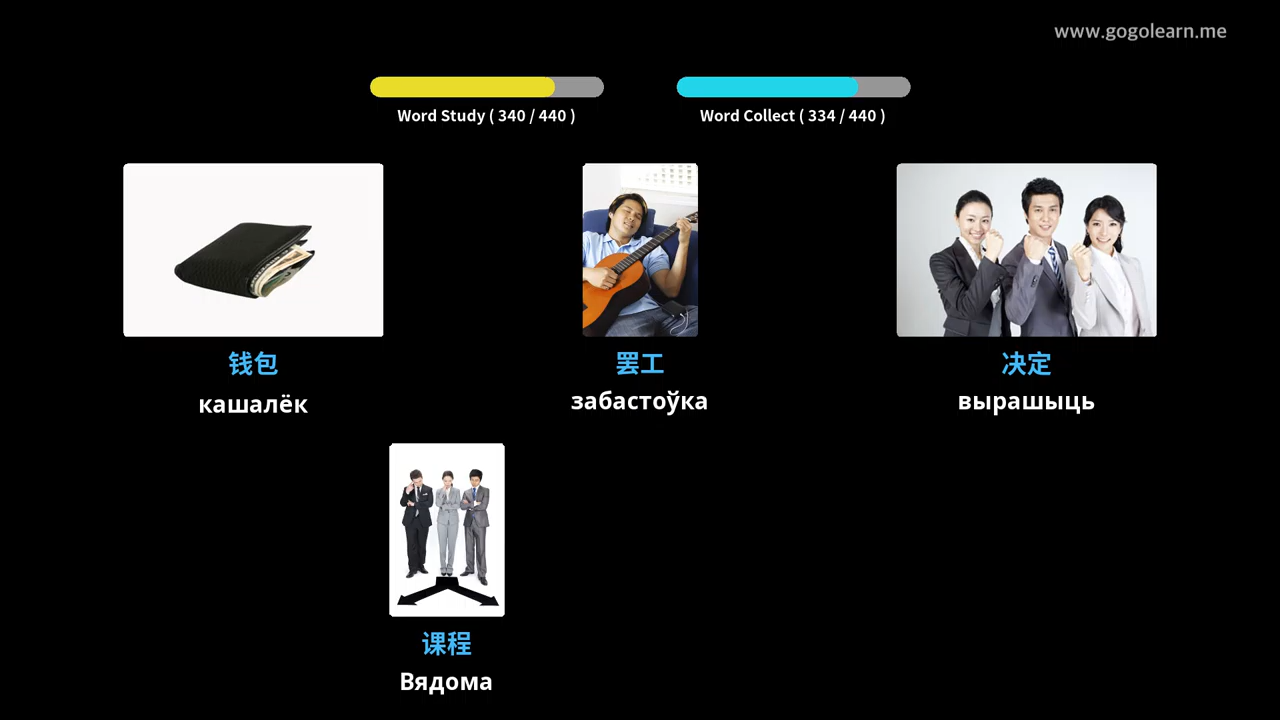 www.gogolearn.me
Word Study ( 340 / 440 )
Word Collect ( 334 / 440 )
钱包
кашалёк
罢工
забастоўка
决定
вырашыць
课程
Вядома